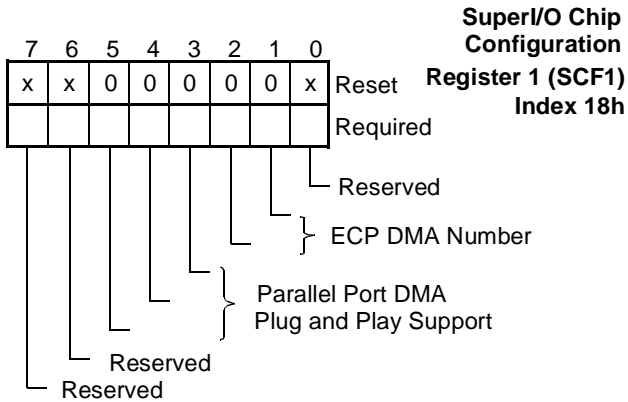 SuperI/O Chip
Configuration
Register 1 (SCF1)
Index 18h
7 6 5 4 3 2 1 0
x x 0 0 0 0 0 x Reset
Required
Reserved
ECP DMA Number
Parallel Port DMA
Plug and Play Support
Reserved
Reserved